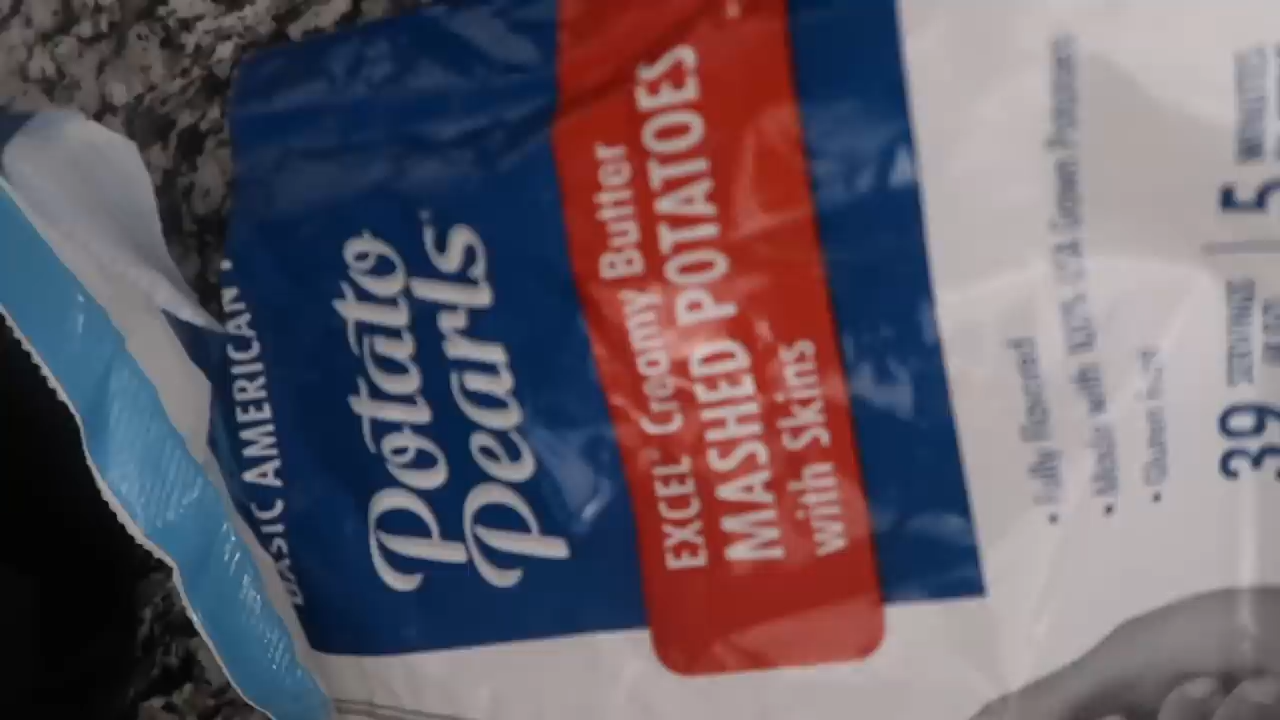 BASIC AMERICAN
Potato
Pearls™
EXCEL® Creamy Butter
MASHED POTATOES
with Skins
• Fully Flavored
• Made with 100% USA Grown Potatoes
• Gluten Free
39 SERVINGS
5 MINUTES